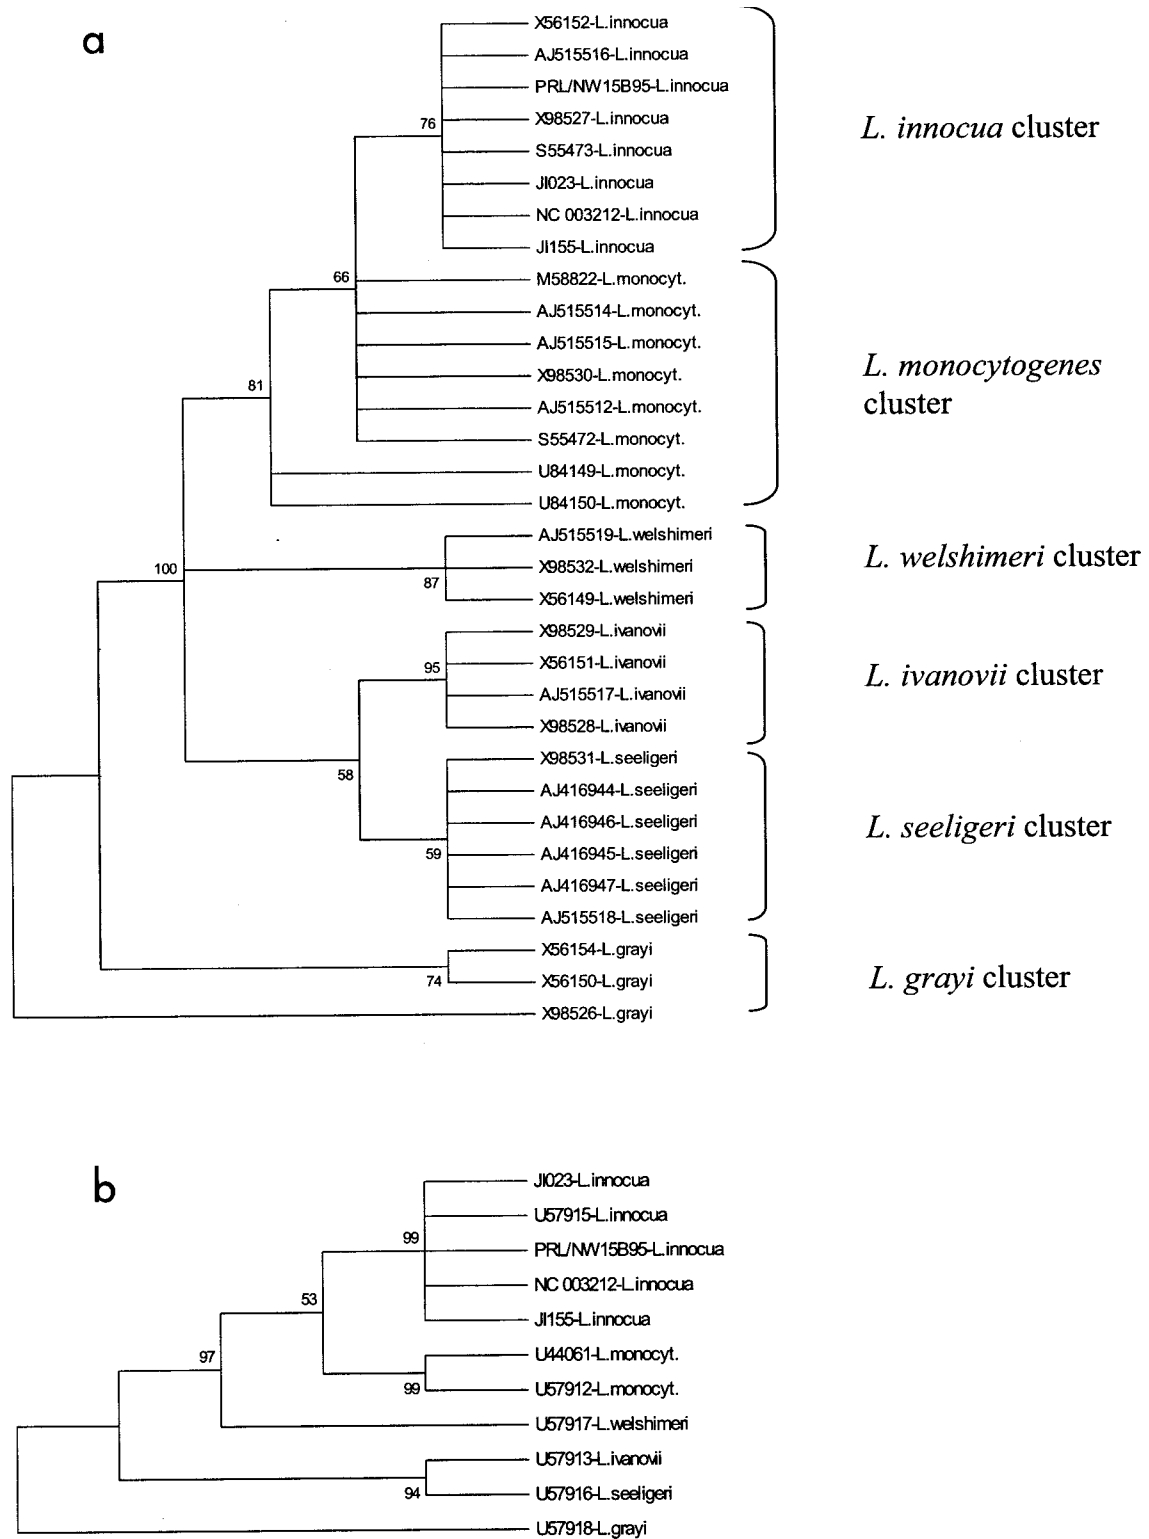 a
X56152-L.innocua
AJ515516-L.innocua
PRL/NW15B95-L.innocua
X98527-L.innocua
S55473-L.innocua
JI023-L.innocua
NC 003212-L.innocua
JI155-L.innocua
76
L. innocua cluster
M58822-L.monocyt.
AJ515514-L.monocyt.
AJ515515-L.monocyt.
X98530-L.monocyt.
AJ515512-L.monocyt.
S55472-L.monocyt.
U84149-L.monocyt.
U84150-L.monocyt.
66
81
L. monocytogenes
cluster
AJ515519-L.welshimeri
X98532-L.welshimeri
X56149-L.welshimeri
100
87
L. welshimeri cluster
X98529-L.ivanovii
X56151-L.ivanovii
AJ515517-L.ivanovii
X98528-L.ivanovii
95
L. ivanovii cluster
58
X98531-L.seeligeri
AJ416944-L.seeligeri
AJ416946-L.seeligeri
AJ416945-L.seeligeri
AJ416947-L.seeligeri
AJ515518-L.seeligeri
59
L. seeligeri cluster
X56154-L.grayi
X56150-L.grayi
X98526-L.grayi
74
L. grayi cluster
b
JI023-L.innocua
U57915-L.innocua
PRL/NW15B95-L.innocua
NC 003212-L.innocua
JI155-L.innocua
99
53
U44061-L.monocyt.
U57912-L.monocyt.
97
99
U57917-L.welshimeri
U57913-L.ivanovii
U57916-L.seeligeri
94
U57918-L.grayi